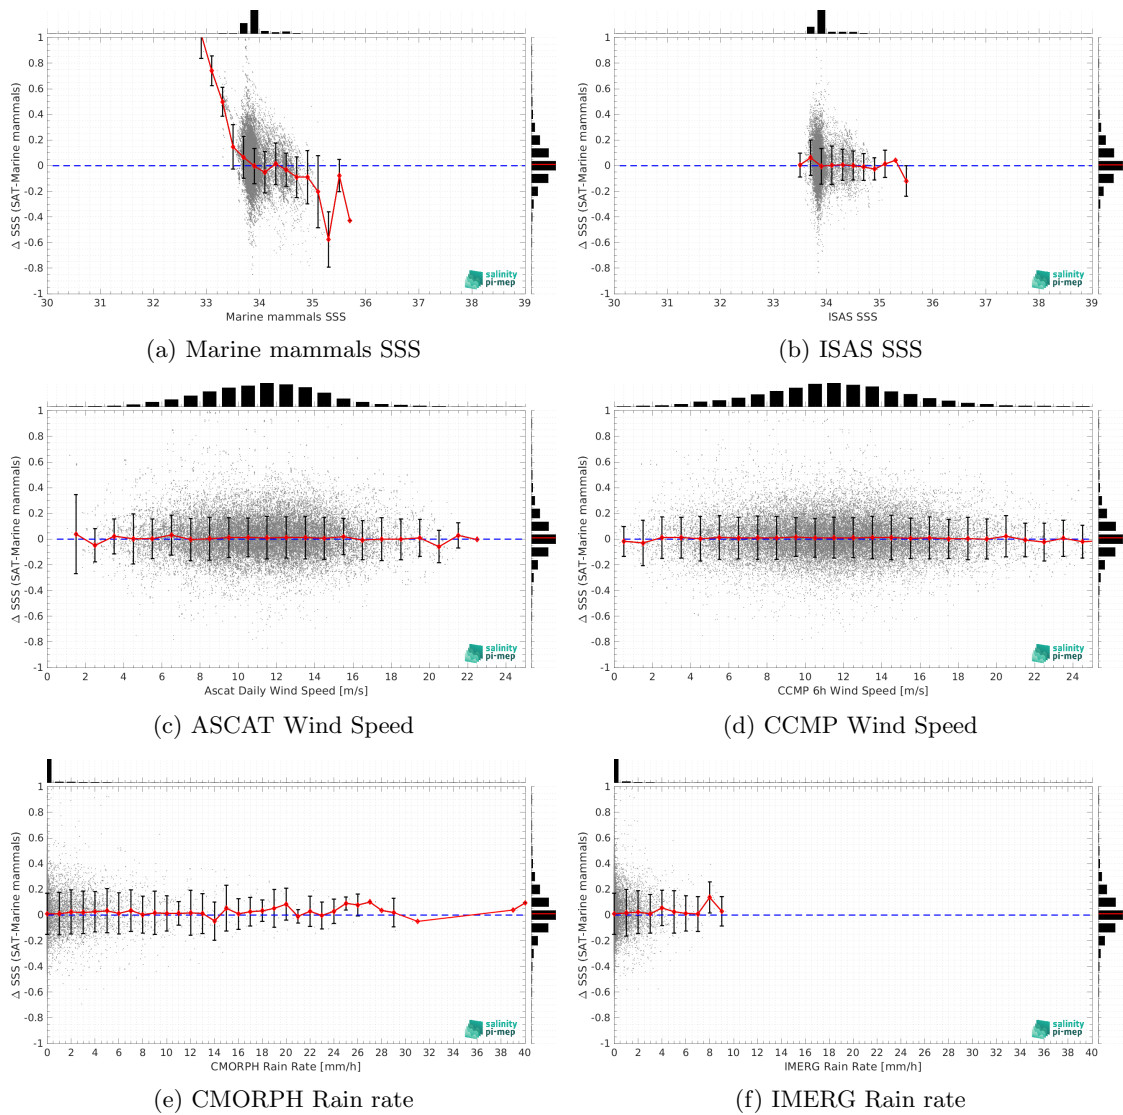 1
0.8
0.6
0.4
0.2
0
-0.2
-0.4
-0.6
-0.8
-1
Δ SSS (SAT-Marine mammals)
30 31 32 33 34 35 36 37 38 39
Marine mammals SSS
salinity
pi-mep
(a) Marine mammals SSS
1
0.8
0.6
0.4
0.2
0
-0.2
-0.4
-0.6
-0.8
-1
Δ SSS (SAT-Marine mammals)
30 31 32 33 34 35 36 37 38 39
ISAS SSS
salinity
pi-mep
(b) ISAS SSS
1
0.8
0.6
0.4
0.2
0
-0.2
-0.4
-0.6
-0.8
-1
Δ SSS (SAT-Marine mammals)
0 2 4 6 8 10 12 14 16 18 20 22 24
Ascat Daily Wind Speed [m/s]
salinity
pi-mep
(c) ASCAT Wind Speed
1
0.8
0.6
0.4
0.2
0
-0.2
-0.4
-0.6
-0.8
-1
Δ SSS (SAT-Marine mammals)
0 2 4 6 8 10 12 14 16 18 20 22 24
CCMP 6h Wind Speed [m/s]
salinity
pi-mep
(d) CCMP Wind Speed
1
0.8
0.6
0.4
0.2
0
-0.2
-0.4
-0.6
-0.8
-1
Δ SSS (SAT-Marine mammals)
0 2 4 6 8 10 12 14 16 18 20 22 24 26 28 30 32 34 36 38 40
CMORPH Rain Rate [mm/h]
salinity
pi-mep
(e) CMORPH Rain rate
1
0.8
0.6
0.4
0.2
0
-0.2
-0.4
-0.6
-0.8
-1
Δ SSS (SAT-Marine mammals)
0 2 4 6 8 10 12 14 16 18 20 22 24 26 28 30 32 34 36 38 40
IMERG Rain Rate [mm/h]
salinity
pi-mep
(f) IMERG Rain rate